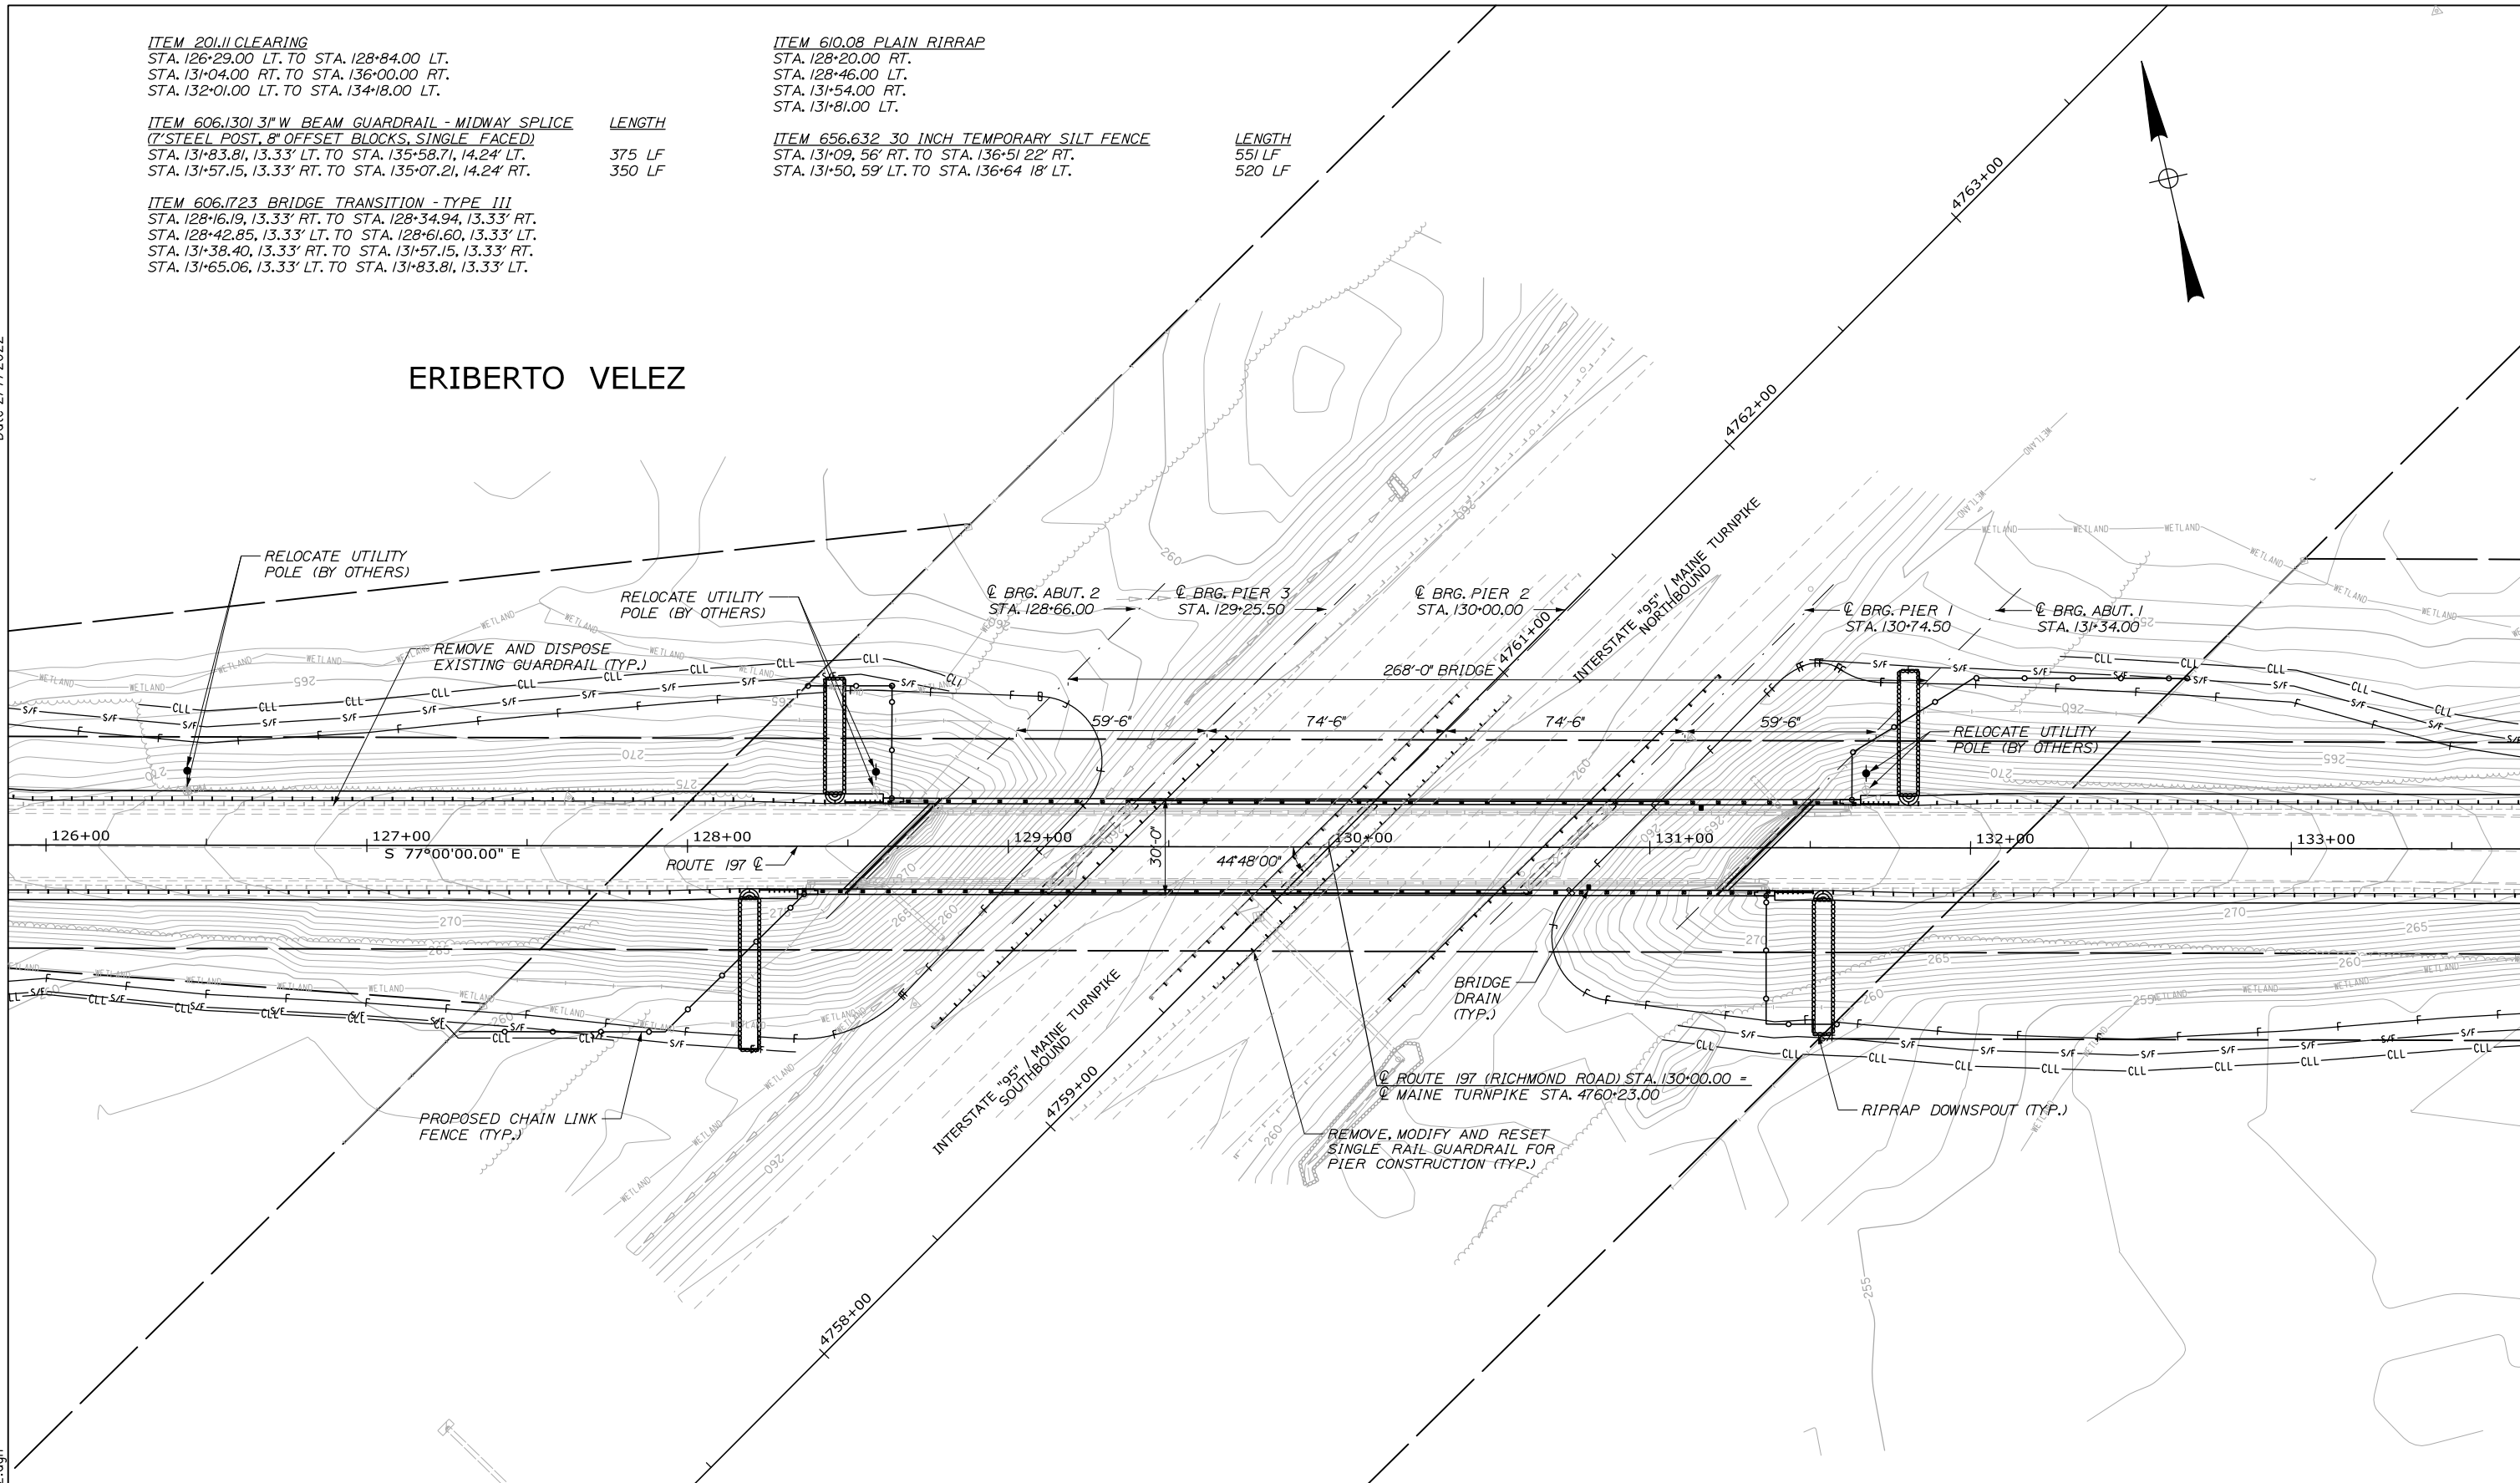 ITEM 201.11 CLEARING
STA. 126+29.00 LT. TO STA. 128+84.00 LT.
STA. 131+04.00 RT. TO STA. 136+00.00 RT.
STA. 132+01.00 LT. TO STA. 134+18.00 LT.
ITEM 606.1301 31" W BEAM GUARDRAIL - MIDWAY SPLICE LENGTH
(7' STEEL POST, 8" OFFSET BLOCKS, SINGLE FACED)
STA. 131+83.81, 13.33' LT. TO STA. 135+58.71, 14.24' LT. 375 LF
STA. 131+57.15, 13.33' RT. TO STA. 135+07.21, 14.24' RT. 350 LF
ITEM 606.1723 BRIDGE TRANSITION - TYPE III
STA. 128+16.19, 13.33' RT. TO STA. 128+34.94, 13.33' RT.
STA. 128+42.85, 13.33' LT. TO STA. 128+61.60, 13.33' LT.
STA. 131+38.40, 13.33' RT. TO STA. 131+57.15, 13.33' RT.
STA. 131+65.06, 13.33' LT. TO STA. 131+83.81, 13.33' LT.
ITEM 610.08 PLAIN RIRRAP
STA. 128+20.00 RT.
STA. 128+46.00 LT.
STA. 131+54.00 RT.
STA. 131+81.00 LT.
ITEM 656.632 30 INCH TEMPORARY SILT FENCE LENGTH
STA. 131+09, 56' RT. TO STA. 136+51 22' RT. 551 LF
STA. 131+50, 59' LT. TO STA. 136+64 18' LT. 520 LF
ERIBERTO VELEZ
4763+00
4762+00
4761+00
INTERSTATE "95" / MAINE TURNPIKE
NORTHBOUND
RELOCATE UTILITY
POLE (BY OTHERS)
RELOCATE UTILITY
POLE (BY OTHERS)
REMOVE AND DISPOSE
EXISTING GUARDRAIL (TYP.)
℄ BRG. ABUT. 2
STA. 128+66.00
℄ BRG. PIER 3
STA. 129+25.50
℄ BRG. PIER 2
STA. 130+00.00
℄ BRG. PIER 1
STA. 130+74.50
℄ BRG. ABUT. 1
STA. 131+34.00
268'-0" BRIDGE
59'-6"
74'-6"
74'-6"
59'-6"
RELOCATE UTILITY
POLE (BY OTHERS)
126+00
127+00
128+00
129+00
130+00
131+00
132+00
133+00
S 77°00'00.00" E
ROUTE 197 ℄
30'-0"
44°48'00"
BRIDGE
DRAIN
(TYP.)
INTERSTATE "95" / MAINE TURNPIKE
SOUTHBOUND
4759+00
4758+00
℄ ROUTE 197 (RICHMOND ROAD) STA. 130+00.00 =
℄ MAINE TURNPIKE STA. 4760+23.00
REMOVE, MODIFY AND RESET
SINGLE RAIL GUARDRAIL FOR
PIER CONSTRUCTION (TYP.)
PROPOSED CHAIN LINK
FENCE (TYP.)
RIPRAP DOWNSPOUT (TYP.)